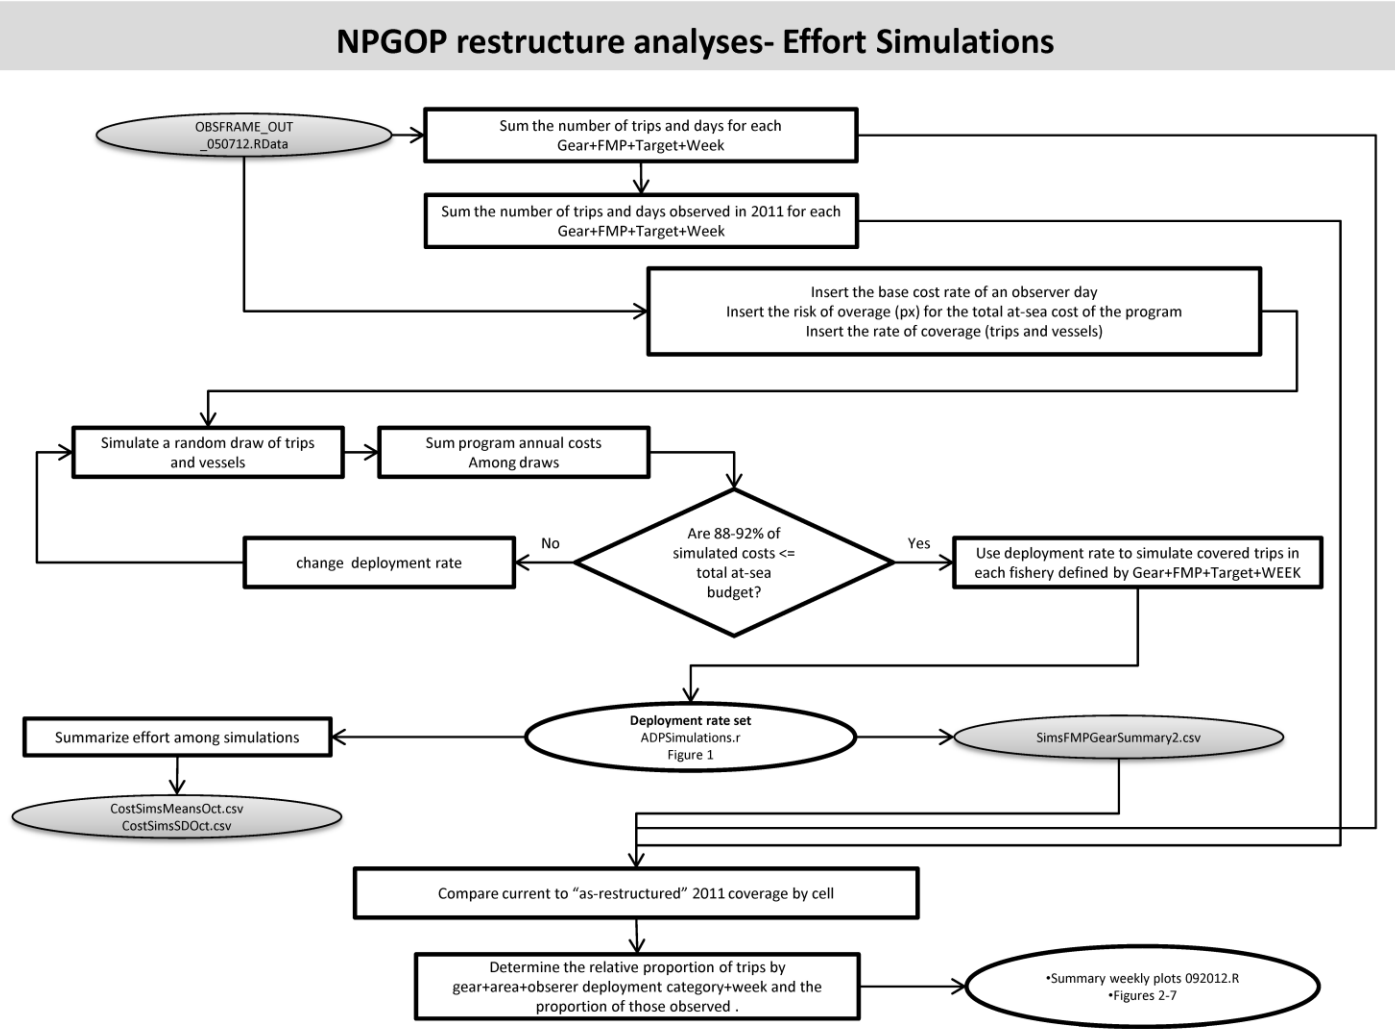 NPGOP restructure analyses- Effort Simulations
OBSFRAME_OUT
_050712.RData
Sum the number of trips and days for each
Gear+FMP+Target+Week
Sum the number of trips and days observed in 2011 for each
Gear+FMP+Target+Week
Insert the base cost rate of an observer day
Insert the risk of overage (px) for the total at-sea cost of the program
Insert the rate of coverage (trips and vessels)
Simulate a random draw of trips
and vessels
Sum program annual costs
Among draws
Are 88-92% of
simulated costs <=
total at-sea
budget?
No
Yes
change deployment rate
Use deployment rate to simulate covered trips in
each fishery defined by Gear+FMP+Target+WEEK
Deployment rate set
ADPSimulations.r
Figure 1
Summarize effort among simulations
SimsFMPGearSummary2.csv
CostSimsMeansOct.csv
CostSimsSDOct.csv
Compare current to “as-restructured” 2011 coverage by cell
Determine the relative proportion of trips by
gear+area+obserer deployment category+week and the
proportion of those observed .
•Summary weekly plots 092012.R
•Figures 2-7